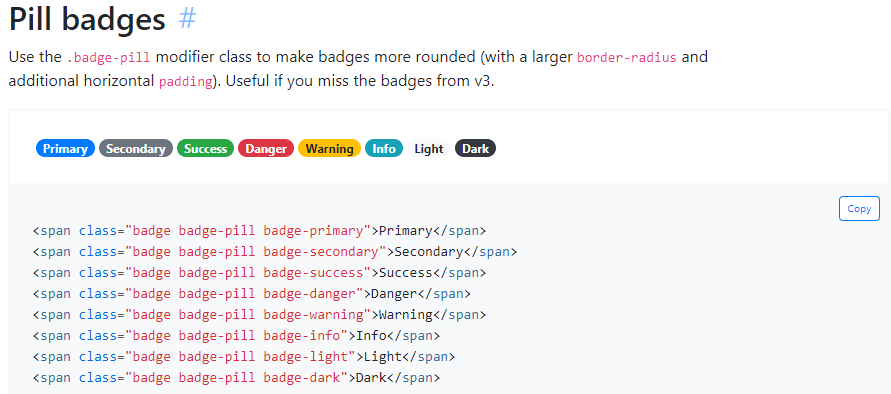 Pill badges #
Use the .badge-pill modifier class to make badges more rounded (with a larger border-radius and
additional horizontal padding). Useful if you miss the badges from v3.
Primary Secondary Success Danger Warning Info Light Dark
Copy
<span class="badge badge-pill badge-primary">Primary</span>
<span class="badge badge-pill badge-secondary">Secondary</span>
<span class="badge badge-pill badge-success">Success</span>
<span class="badge badge-pill badge-danger">Danger</span>
<span class="badge badge-pill badge-warning">Warning</span>
<span class="badge badge-pill badge-info">Info</span>
<span class="badge badge-pill badge-light">Light</span>
<span class="badge badge-pill badge-dark">Dark</span>